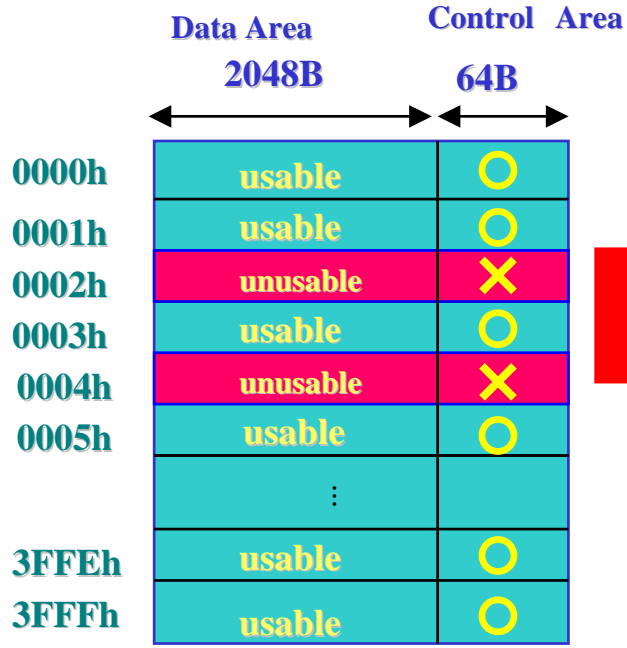 Data Area Control Area
2048B 64B
0000h usable ○
0001h usable ○
0002h unusable ×
0003h usable ○
0004h unusable ×
0005h usable ○
⋮
3FFEh usable ○
3FFFh usable ○